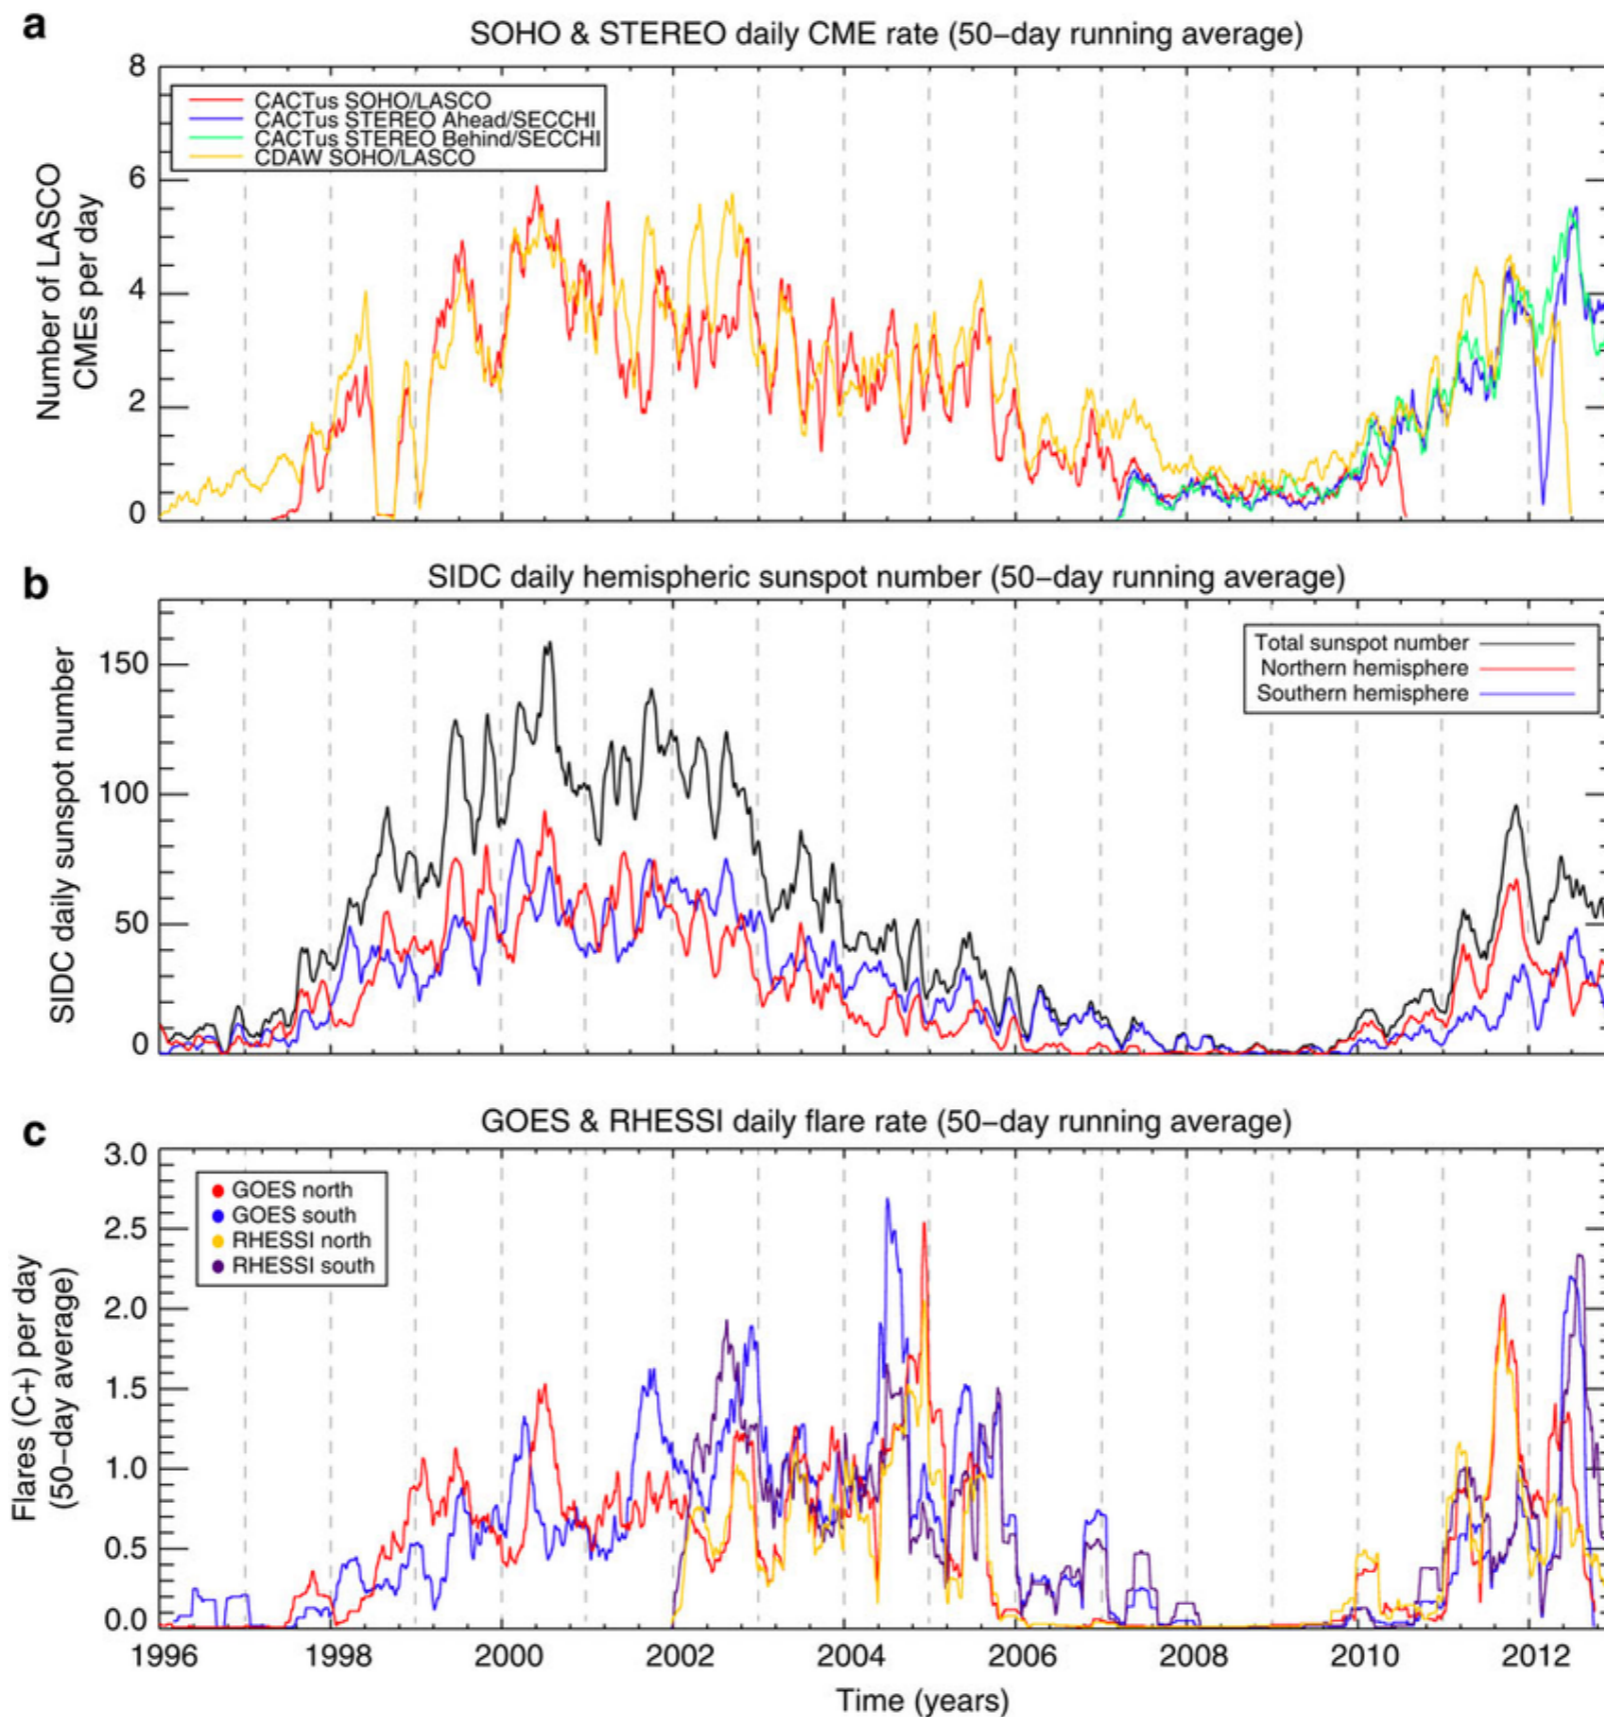 a
SOHO & STEREO daily CME rate (50−day running average)
8
6
4
2
0
Number of LASCO
CMEs per day
CACTus SOHO/LASCO
CACTus STEREO Ahead/SECCHI
CACTus STEREO Behind/SECCHI
CDAW SOHO/LASCO
b
SIDC daily hemispheric sunspot number (50−day running average)
150
100
50
0
SIDC daily sunspot number
Total sunspot number
Northern hemisphere
Southern hemisphere
c
GOES & RHESSI daily flare rate (50−day running average)
3.0
2.5
2.0
1.5
1.0
0.5
0.0
Flares (C+) per day
(50−day average)
GOES north
GOES south
RHESSI north
RHESSI south
1996 1998 2000 2002 2004 2006 2008 2010 2012
Time (years)